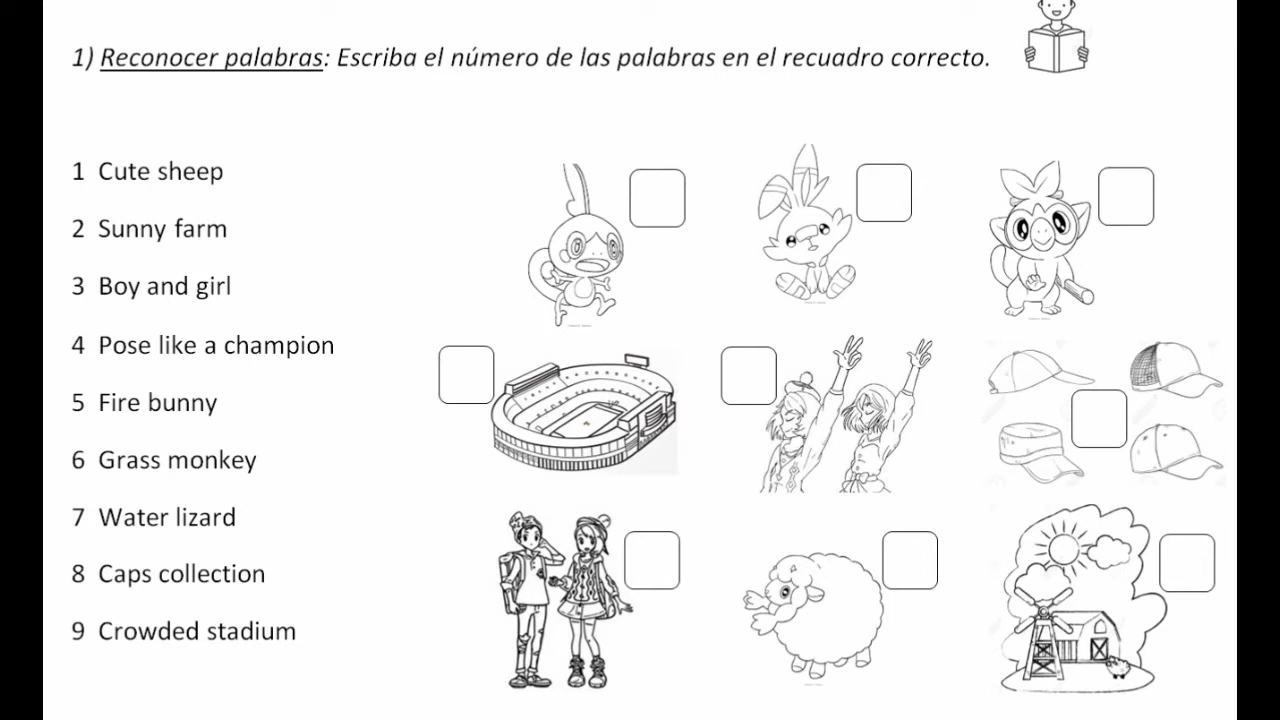 1) Reconocer palabras: Escriba el número de las palabras en el recuadro correcto.
1 Cute sheep
2 Sunny farm
3 Boy and girl
4 Pose like a champion
5 Fire bunny
6 Grass monkey
7 Water lizard
8 Caps collection
9 Crowded stadium